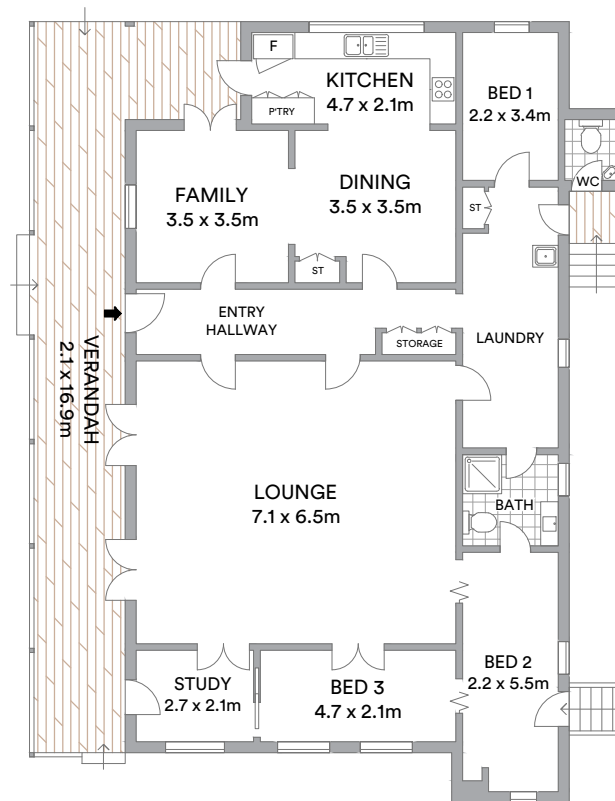 F
KITCHEN
4.7 x 2.1m
P'TRY
BED 1
2.2 x 3.4m
WC
FAMILY
3.5 x 3.5m
DINING
3.5 x 3.5m
ST
ST
ENTRY
HALLWAY
STORAGE
LAUNDRY
VERANDAH
2.1 x 16.9m
LOUNGE
7.1 x 6.5m
BATH
STUDY
2.7 x 2.1m
BED 3
4.7 x 2.1m
BED 2
2.2 x 5.5m